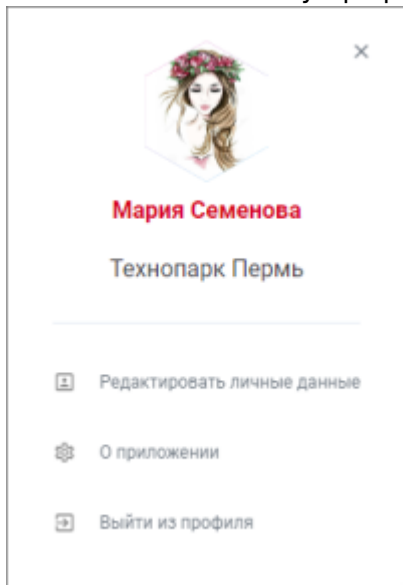 Мария Семенова
Технопарк Пермь
Редактировать личные данные
О приложении
Выйти из профиля